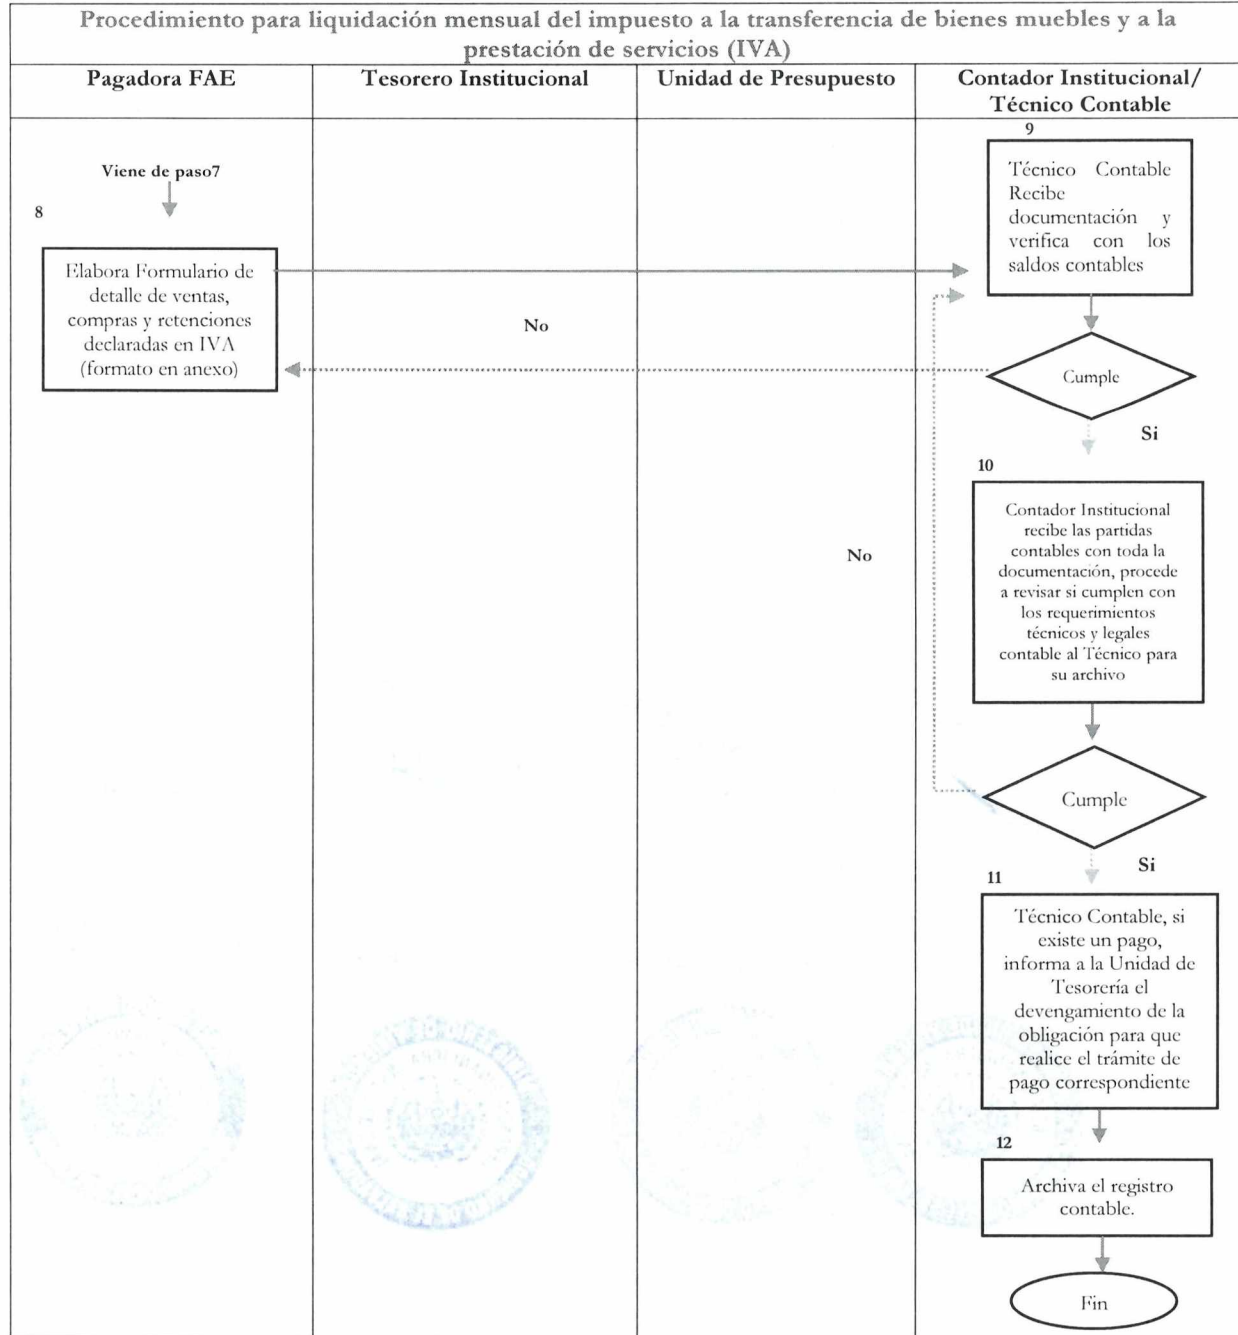 Procedimiento para liquidación mensual del impuesto a la transferencia de bienes muebles y a la
prestación de servicios (IVA)
Pagadora FAE
Tesorero Institucional
Unidad de Presupuesto
Contador Institucional/
Técnico Contable
Viene de paso7
8
Elabora Formulario de
detalle de ventas,
compras y retenciones
declaradas en IVA
(formato en anexo)
No
9
Técnico Contable
Recibe
documentación y
verifica con los
saldos contables
Cumple
Si
10
Contador Institucional
recibe las partidas
contables con toda la
documentación, procede
a revisar si cumplen con
los requerimientos
técnicos y legales
contable al Técnico para
su archivo
No
Cumple
Si
11
Técnico Contable, si
existe un pago,
informa a la Unidad de
Tesorería el
devengamiento de la
obligación para que
realice el trámite de
pago correspondiente
12
Archiva el registro
contable.
Fin